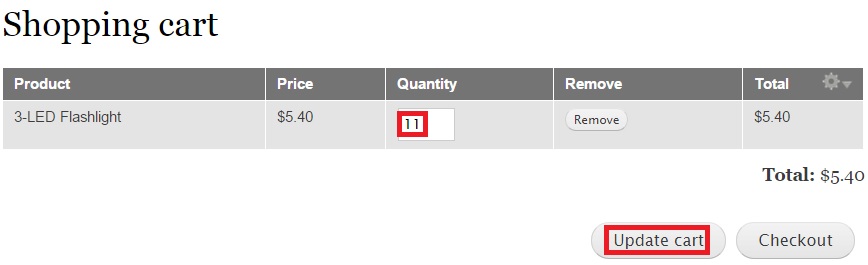 Shopping cart
Product Price Quantity Remove Total
3-LED Flashlight $5.40 11 Remove $5.40
Total: $5.40
Update cart Checkout